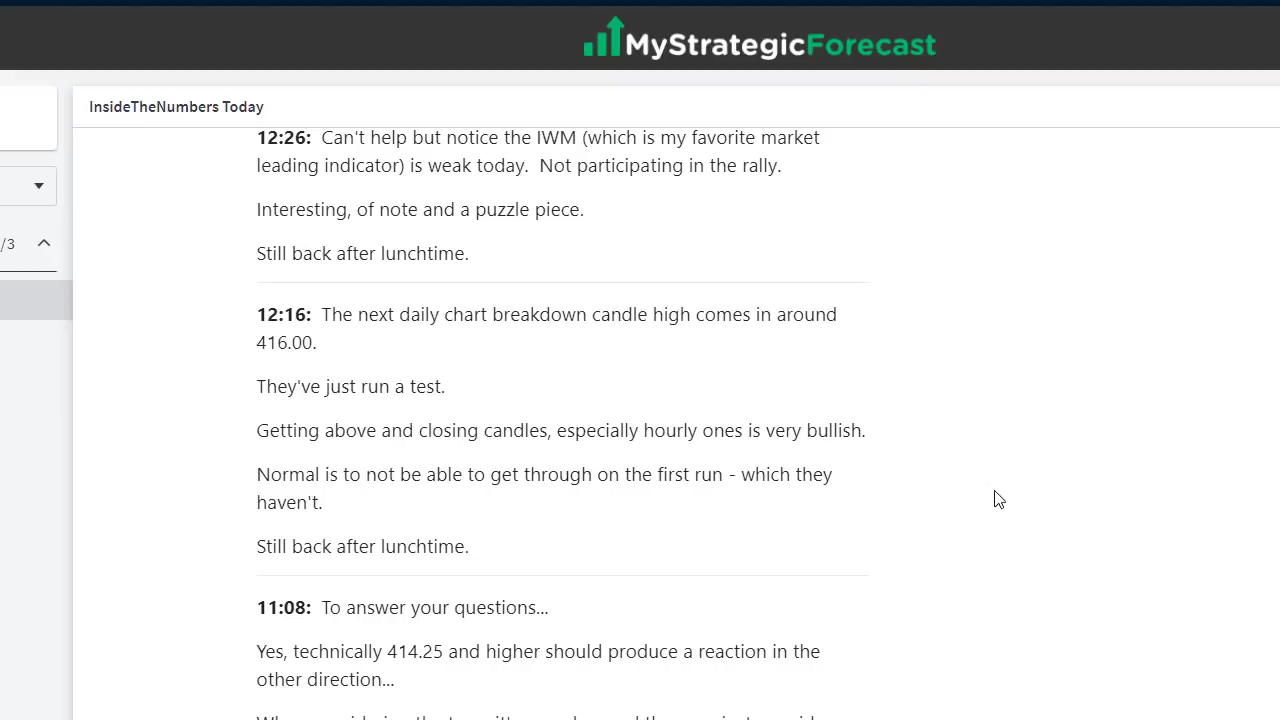 MyStrategicForecast
InsideTheNumbers Today
/3
12:26: Can't help but notice the IWM (which is my favorite market
leading indicator) is weak today. Not participating in the rally.
Interesting, of note and a puzzle piece.
Still back after lunchtime.
12:16: The next daily chart breakdown candle high comes in around
416.00.
They've just run a test.
Getting above and closing candles, especially hourly ones is very bullish.
Normal is to not be able to get through on the first run - which they
haven't.
Still back after lunchtime.
11:08: To answer your questions...
Yes, technically 414.25 and higher should produce a reaction in the
other direction...